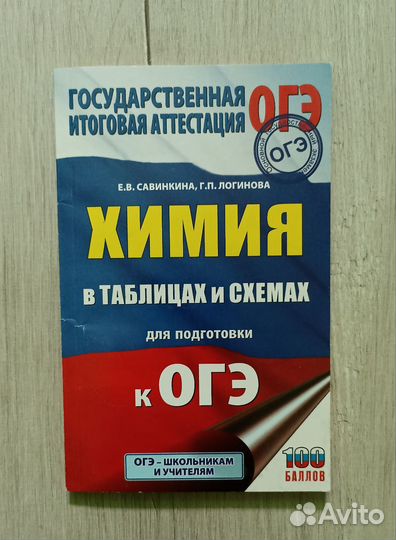 ГОСУДАРСТВЕННАЯ
ИТОГОВАЯ АТТЕСТАЦИЯ
ОГЭ
ОГЭ
Е.В. САВИНКИНА, Г.П. ЛОГИНОВА
ХИМИЯ
В ТАБЛИЦАХ и СХЕМАХ
для подготовки
к ОГЭ
ОГЭ – ШКОЛЬНИКАМ
И УЧИТЕЛЯМ
100
БАЛЛОВ
Avito